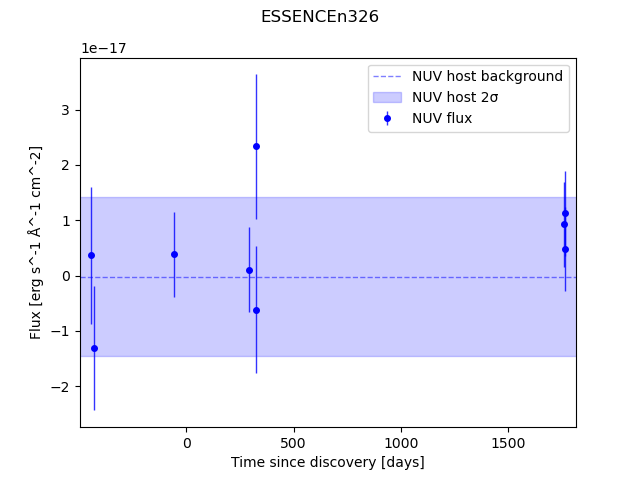 ESSENCEn326
1e−17
NUV host background
NUV host 2σ
NUV flux
3
2
1
0
−1
−2
Flux [erg s^-1 Å^-1 cm^-2]
0 500 1000 1500
Time since discovery [days]